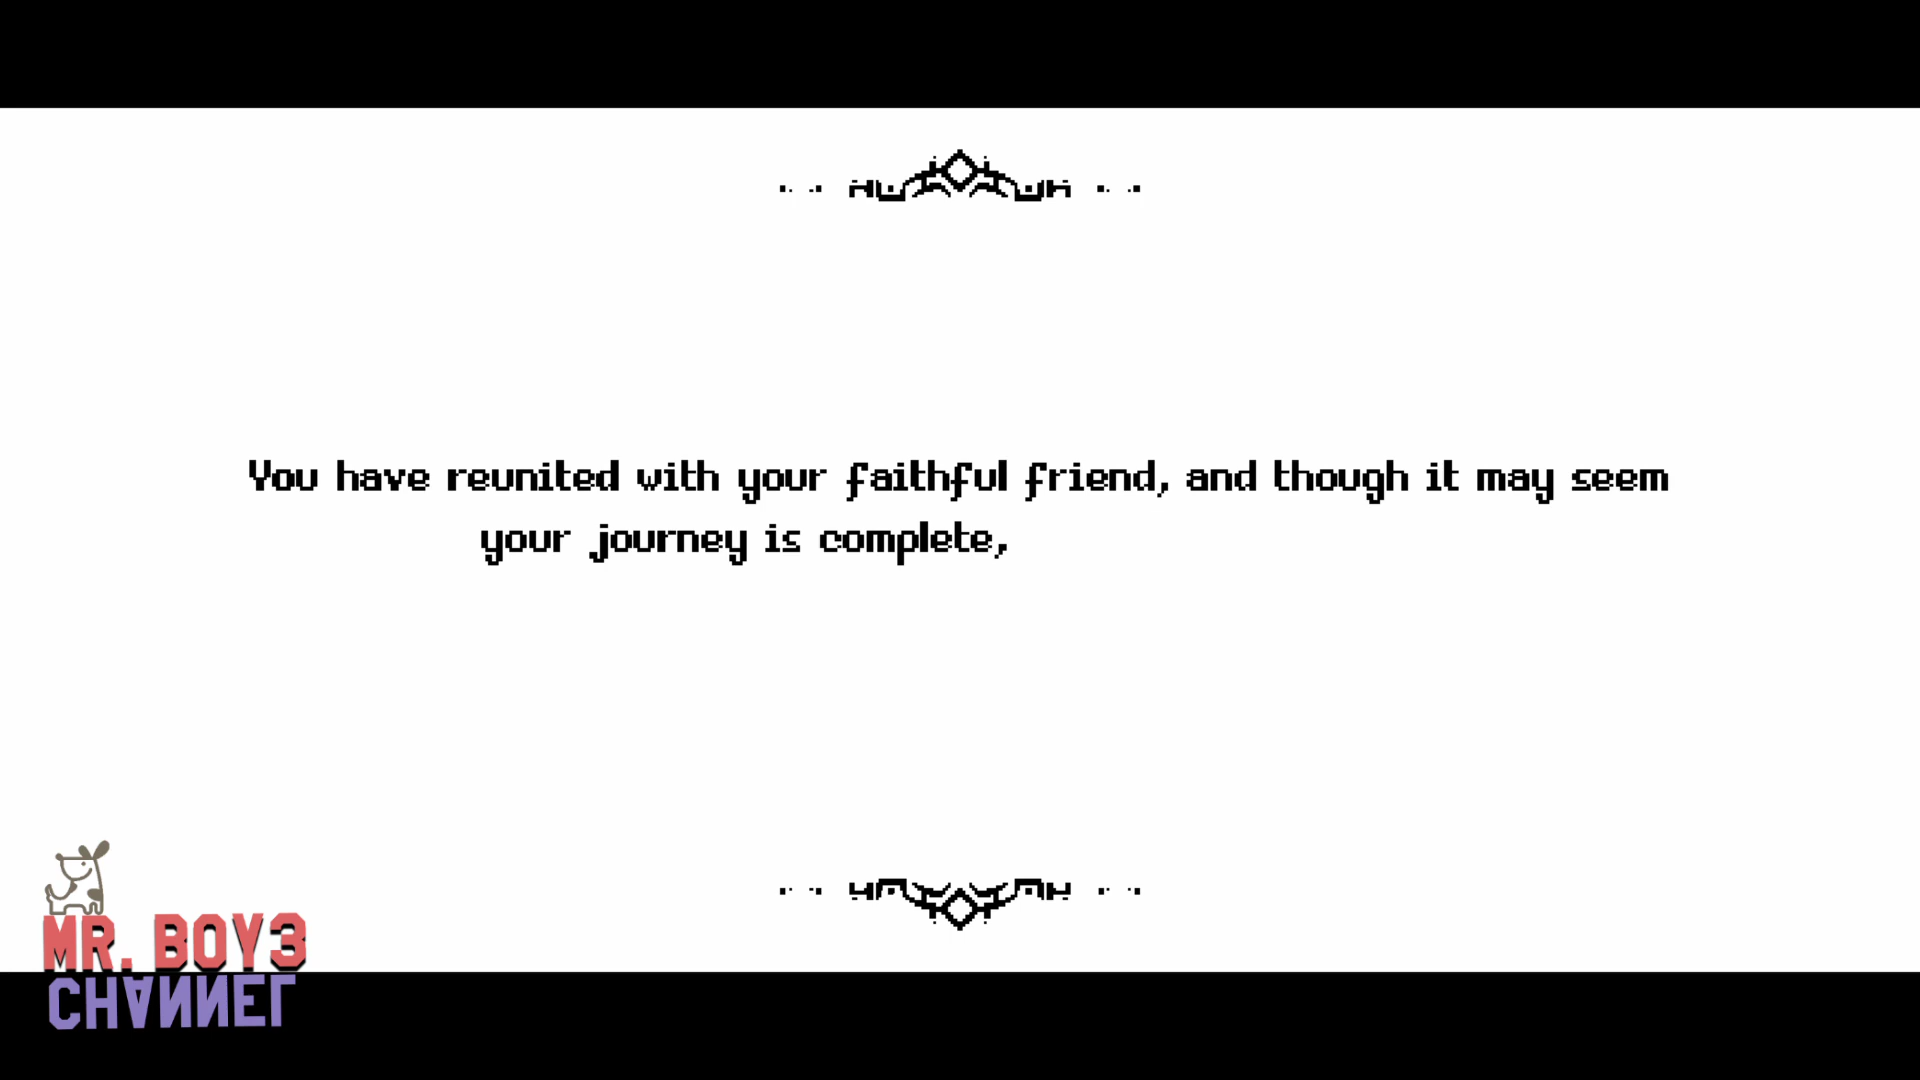 You have reunited with your faithful friend, and though it may seem
your journey is complete,
MR. BOY3
CHANNEL